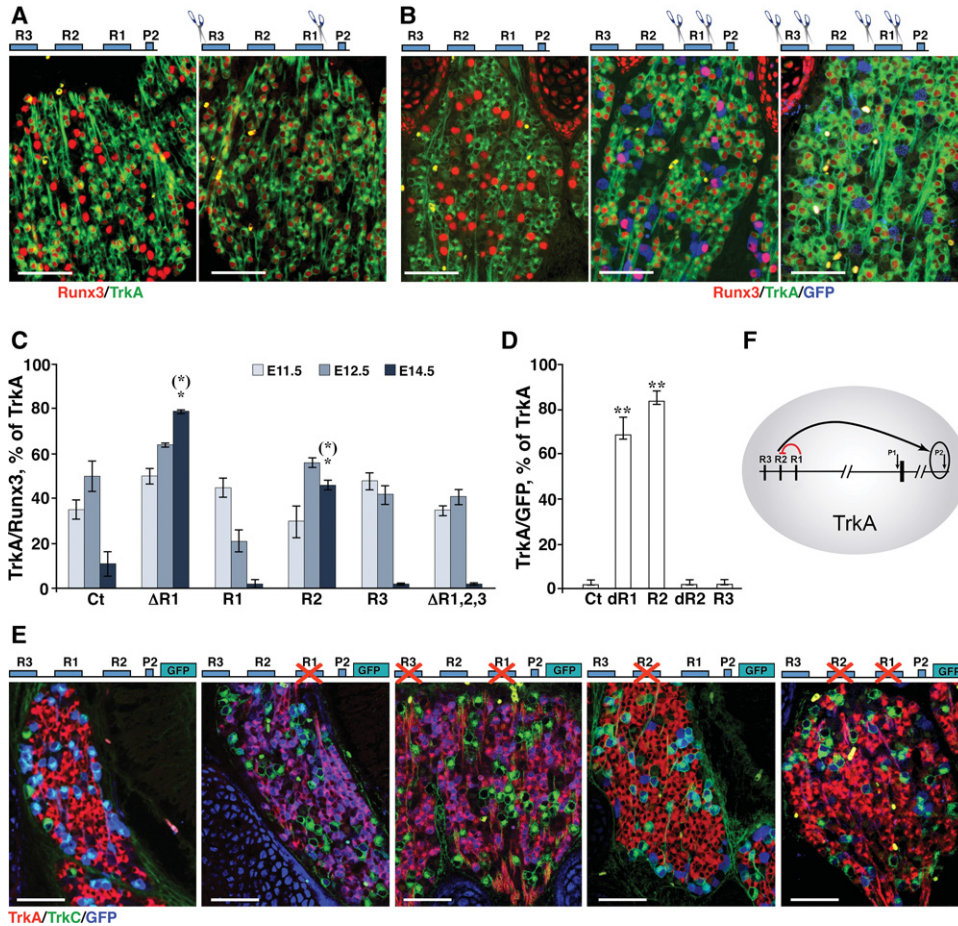 A
B
R3 R2 R1 P2
R3 R2 R1 P2
R3 R2 R1 P2
R3 R2 R1 P2
R3 R2 R1 P2
Runx3/TrkA
Runx3/TrkA/GFP
C
D
F
TrkA/Runx3, % of TrkA
100
80
60
40
20
0
E11.5 E12.5 E14.5
(*)
*
(*)
*
Ct ΔR1 R1 R2 R3 ΔR1,2,3
TrkA/GFP, % of TrkA
100
80
60
40
20
0
**
**
Ct dR1 R2 dR2 R3
R3 R2 R1 P1 P2
TrkA
E
R3 R1 R2 P2 GFP
R3 R2 R1 P2 GFP
R3 R2 R1 P2 GFP
R3 R2 R1 P2 GFP
R3 R2 R1 P2 GFP
TrkA/TrkC/GFP